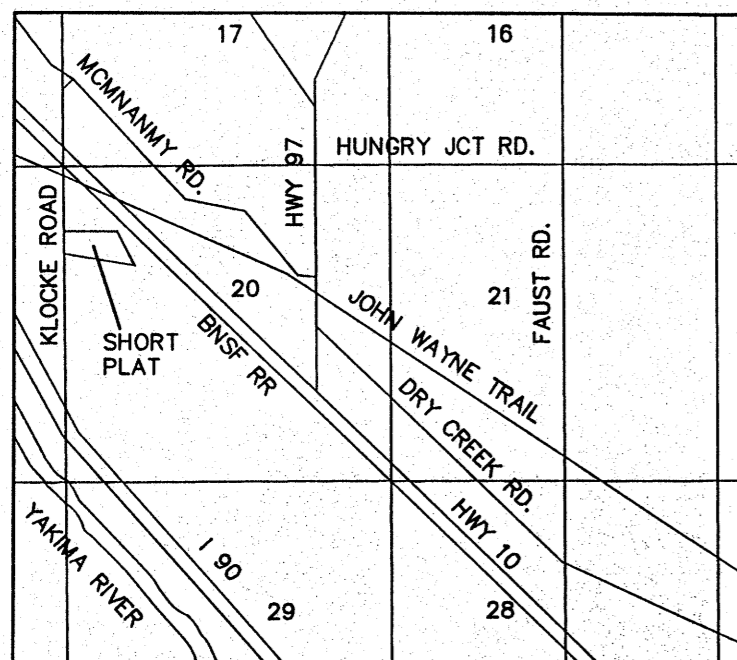 17
16
MCMNANMY RD.
HWY 97
HUNGRY JCT RD.
KLOCKE ROAD
20
21
FAUST RD.
SHORT
PLAT
BNSF RR
JOHN WAYNE TRAIL
DRY CREEK RD.
HWY 10
YAKIMA RIVER
I 90
29
28